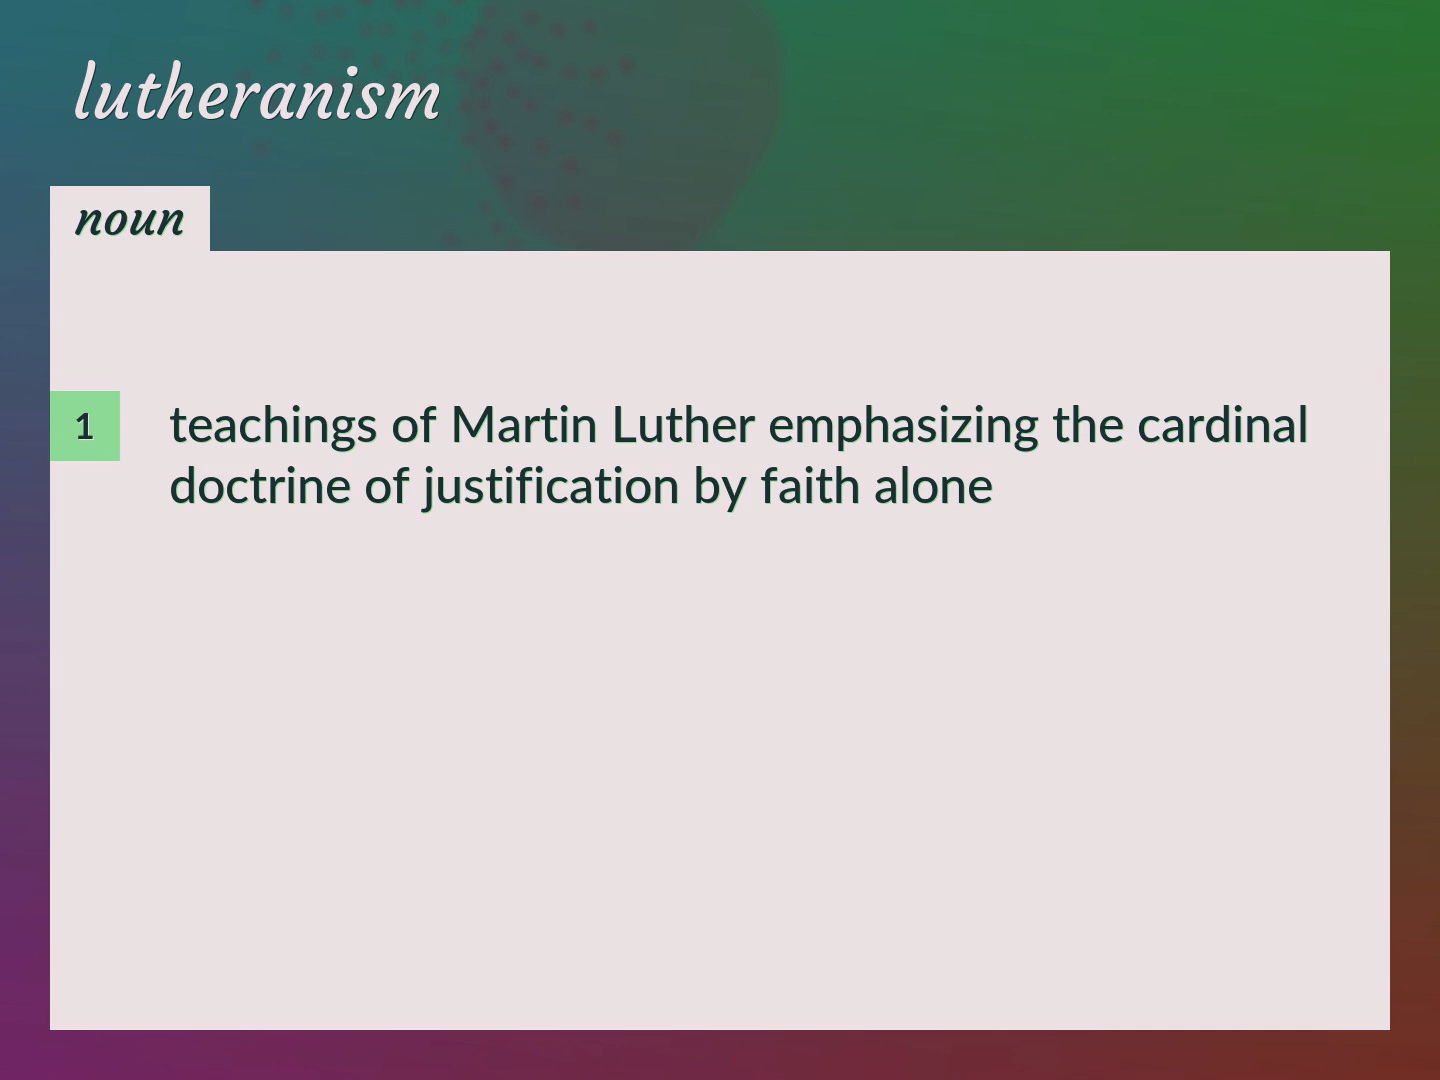 lutheranism
noun
1
teachings of Martin Luther emphasizing the cardinal
doctrine of justification by faith alone